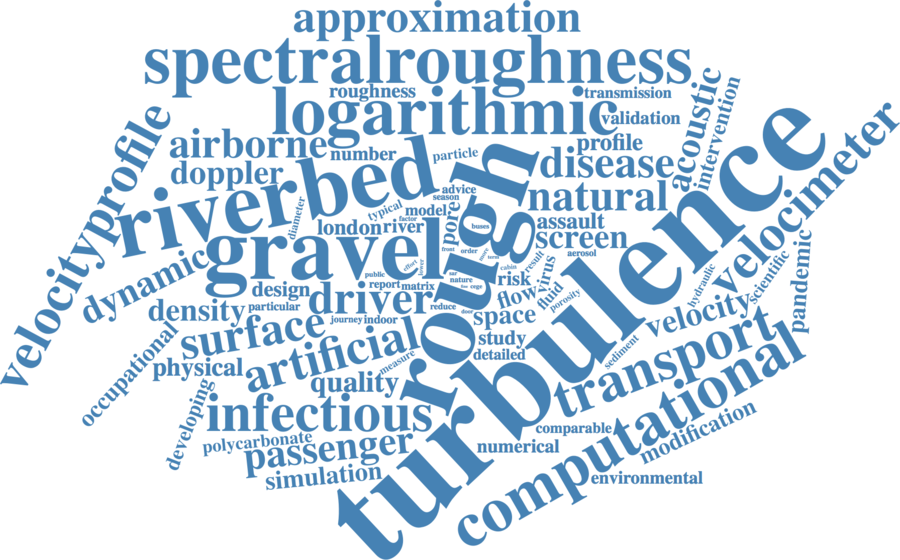 approximation
spectralroughness
roughness
transmission
logarithmic
validation
acoustic
intervention
velocityprofile
airborne
number
particle
profile
disease
doppler
riverbed
rough
natural
turbulence
velocimeter
advice
season
typical
model
factor
pore
buses
diameter
london
river
assault
screen
gravel
front
order
aerosol
dynamic
public
effort
report
matrix
nature
cabin
result
virus
risk
flow
fluid
porosity
hydraulic
scientific
pandemic
design
density
particular
driver
reduce
door
space
velocity
journey
indoor
surface
artificial
study
detailed
sediment
transport
occupational
physical
measure
quality
developing
infectious
computational
polycarbonate
passenger
comparable
numerical
modification
simulation
environmental